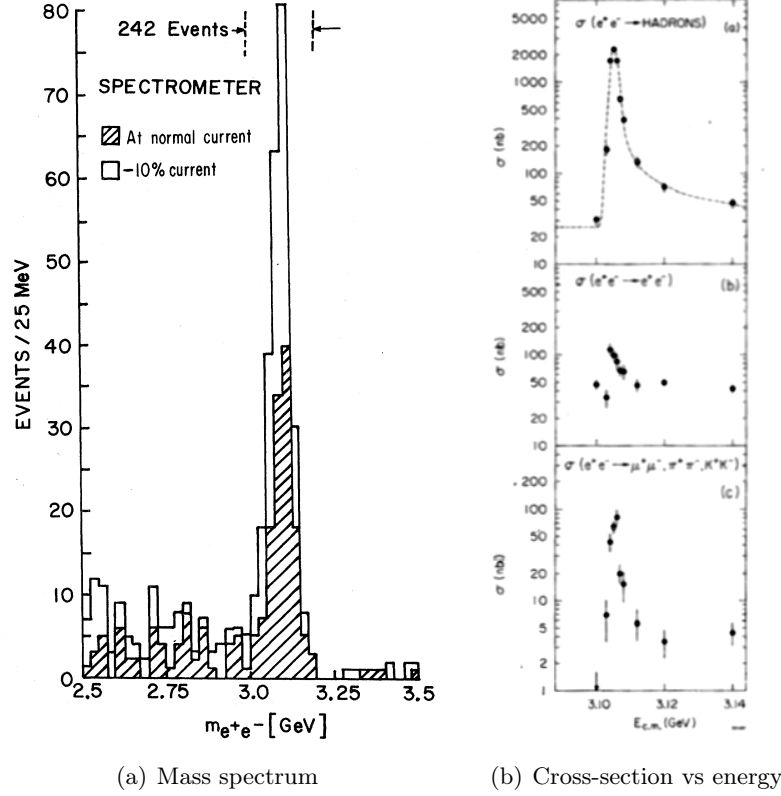 80
70
60
50
40
30
20
10
0
EVENTS / 25 MeV
242 Events
SPECTROMETER
At normal current
-10% current
2.5 2.75 3.0 3.25 3.5
me+e- [GeV]
(a) Mass spectrum
σ (e⁺e⁻→HADRONS)
(a)
5000
2000
1000
500
200
100
50
20
10
σ (nb)
σ (e⁺e⁻→e⁺e⁻)
(b)
500
200
100
50
20
10
σ (nb)
σ (e⁺e⁻→μ⁺μ⁻, π⁺π⁻, K⁺K⁻)
(c)
200
100
50
20
10
5
2
1
σ (nb)
3.10 3.12 3.14
E c.m. (GeV)
(b) Cross-section vs energy